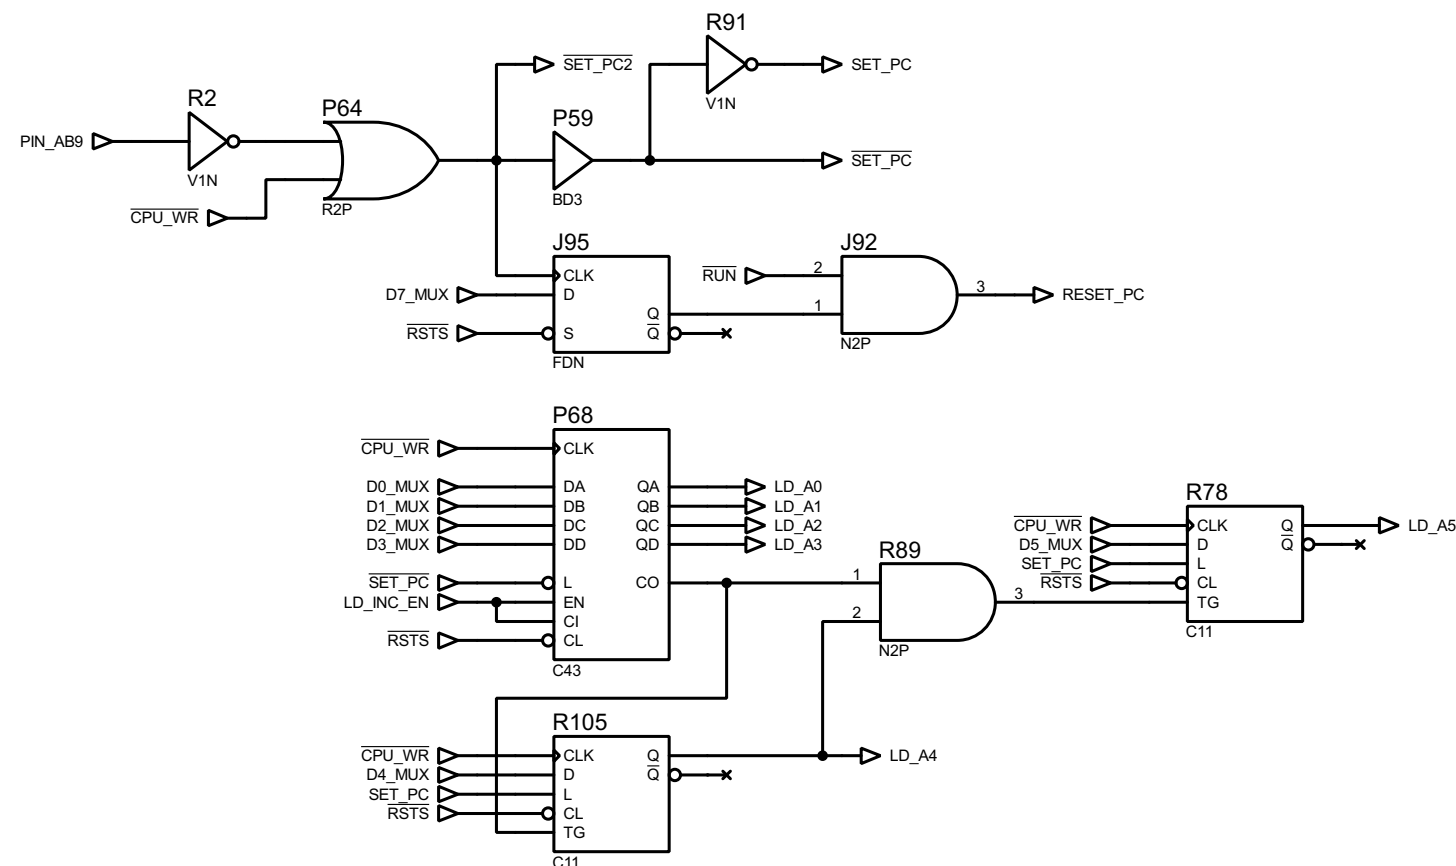 R91
SET_PC2
SET_PC
V1N
R2
P64
P59
PIN_AB9
SET_PC
V1N
BD3
CPU_WR
R2P
J95
J92
CLK
RUN
2
D7_MUX
D
3
RESET_PC
Q
1
RSTS
S
Q
N2P
FDN
P68
CPU_WR
CLK
D0_MUX
DA
QA
LD_A0
D1_MUX
DB
QB
LD_A1
D2_MUX
DC
QC
LD_A2
D3_MUX
DD
QD
LD_A3
R78
CPU_WR
CLK
Q
LD_A5
D5_MUX
D
Q
SET_PC
L
RSTS
CL
TG
C11
R89
SET_PC
L
CO
1
LD_INC_EN
EN
3
CI
2
RSTS
CL
N2P
C43
R105
CPU_WR
CLK
Q
LD_A4
D4_MUX
D
Q
SET_PC
L
RSTS
CL
TG
C11